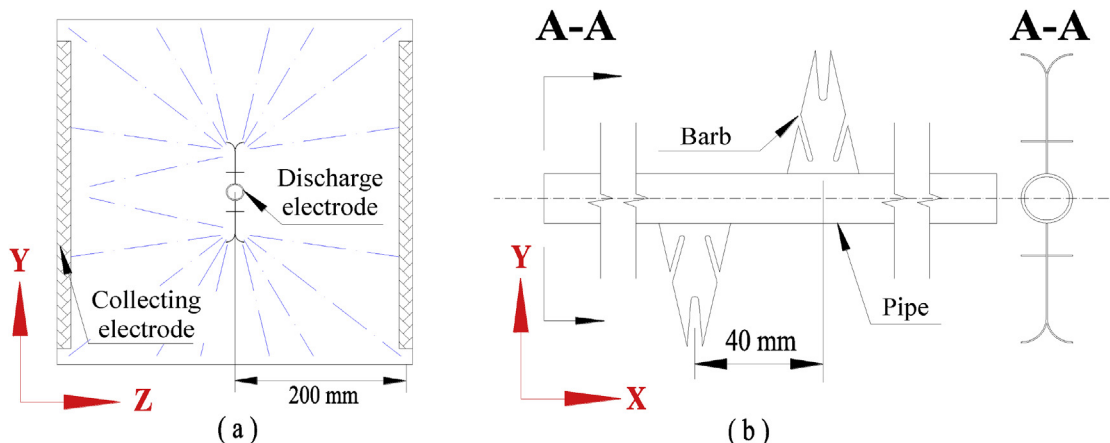 Discharge
electrode
Y
Collecting
electrode
Z
200 mm
( a )
A-A
A-A
Barb
Y
Pipe
40 mm
X
( b )